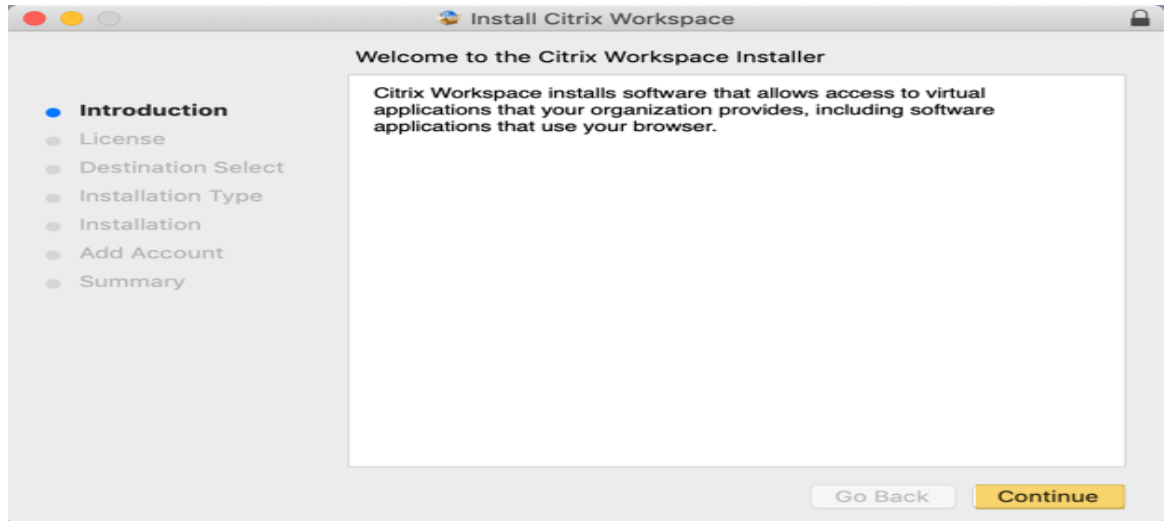 Install Citrix Workspace
Welcome to the Citrix Workspace Installer
Introduction
License
Destination Select
Installation Type
Installation
Add Account
Summary
Citrix Workspace installs software that allows access to virtual
applications that your organization provides, including software
applications that use your browser.
Go Back
Continue